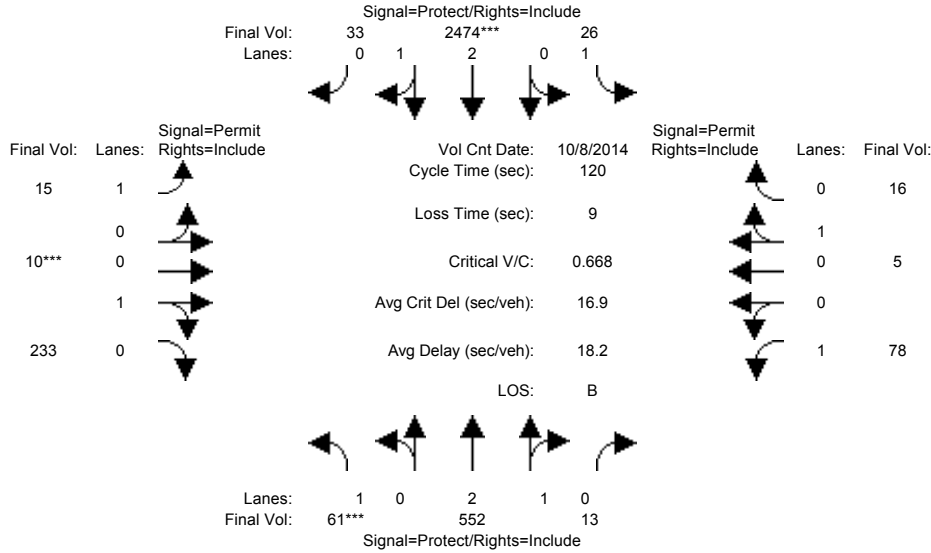 Signal=Protect/Rights=Include
Final Vol: 33 2474*** 26
Lanes: 0 1 2 0 1
Signal=Permit Signal=Permit
Final Vol: Lanes: Rights=Include Vol Cnt Date: 10/8/2014 Rights=Include Lanes: Final Vol:
Cycle Time (sec): 120
15 1 0 16
Loss Time (sec): 9
0 1
10*** 0 Critical V/C: 0.668 0 5
1 Avg Crit Del (sec/veh): 16.9 0
233 0 Avg Delay (sec/veh): 18.2 1 78
LOS: B
Lanes: 1 0 2 1 0
Final Vol: 61*** 552 13
Signal=Protect/Rights=Include